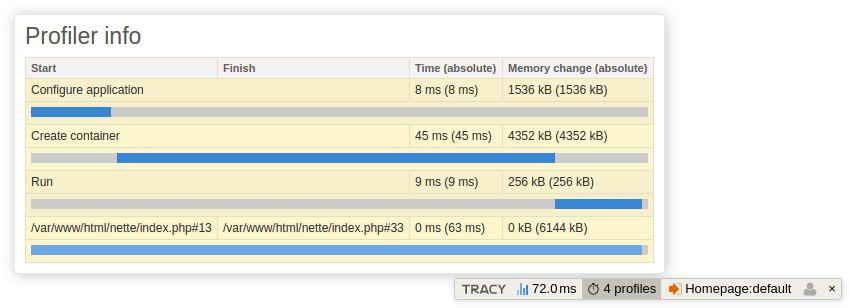 Profiler info
Start Finish Time (absolute) Memory change (absolute)
Configure application 8 ms (8 ms) 1536 kB (1536 kB)
Create container 45 ms (45 ms) 4352 kB (4352 kB)
Run 9 ms (9 ms) 256 kB (256 kB)
/var/www/html/nette/index.php#13 /var/www/html/nette/index.php#33 0 ms (63 ms) 0 kB (6144 kB)
TRACY 72.0 ms 4 profiles Homepage:default ×